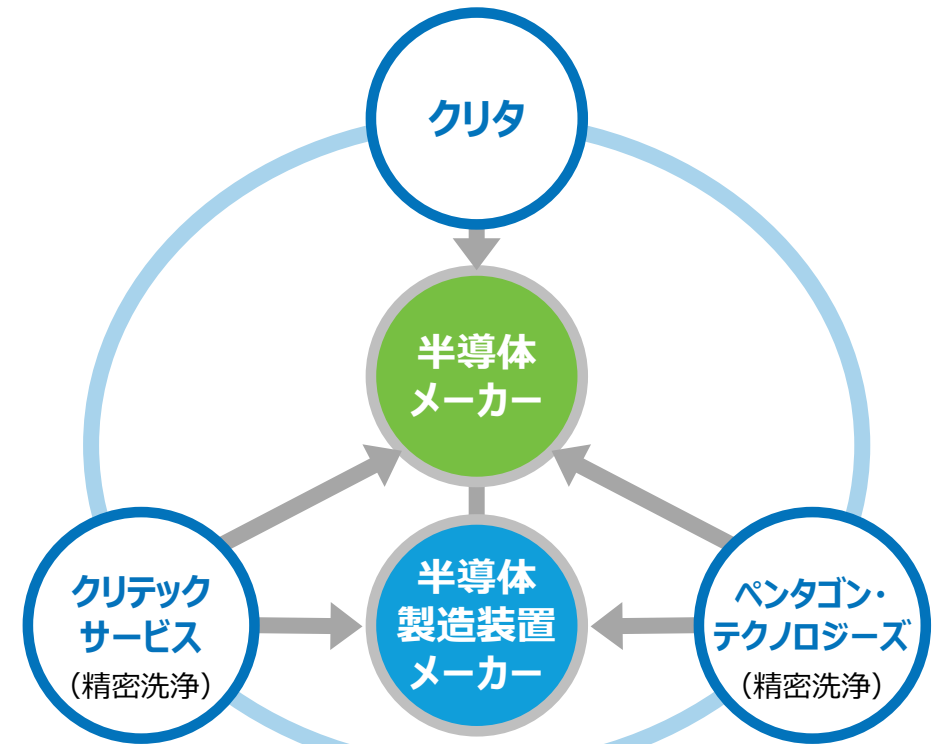 クリタ
半導体
メーカー
クリテック
サービス
（精密洗浄）
半導体
製造装置
メーカー
ペンタゴン・
テクノロジーズ
（精密洗浄）